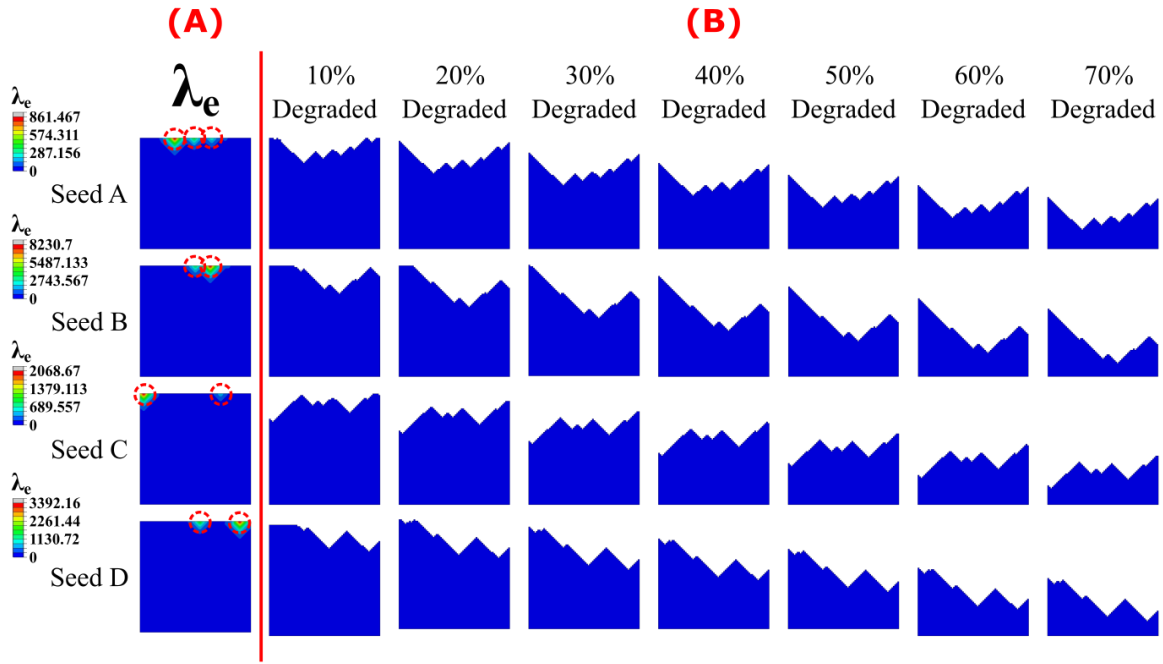 (A)
(B)
λe
10% Degraded
20% Degraded
30% Degraded
40% Degraded
50% Degraded
60% Degraded
70% Degraded
λe
861.467
574.311
287.156
0
Seed A
λe
8230.7
5487.133
2743.567
0
Seed B
λe
2068.67
1379.113
689.557
0
Seed C
λe
3392.16
2261.44
1130.72
0
Seed D